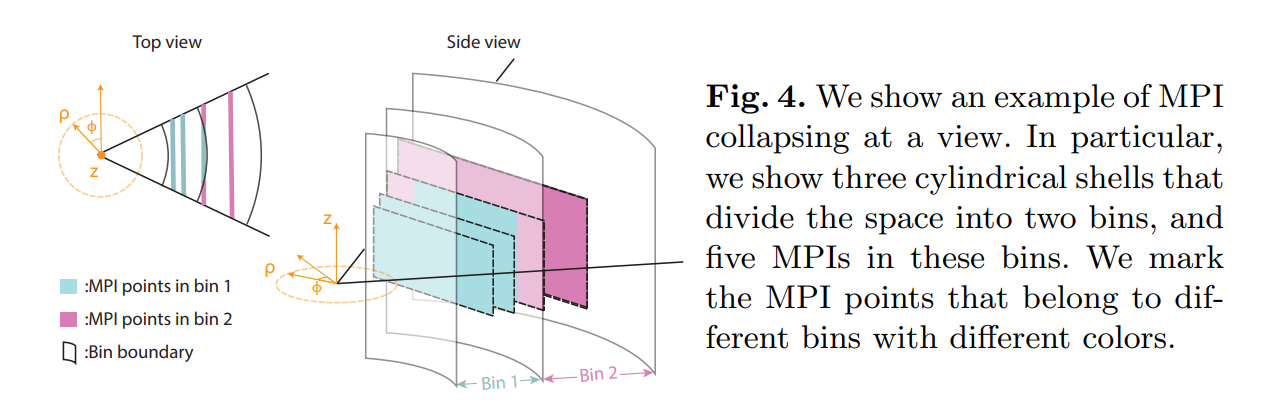 Top view
Side view
ρ
ϕ
z
z
ρ
ϕ
:MPI points in bin 1
:MPI points in bin 2
:Bin boundary
Bin 1
Bin 2
Fig. 4. We show an example of MPI
collapsing at a view. In particular,
we show three cylindrical shells that
divide the space into two bins, and
five MPIs in these bins. We mark
the MPI points that belong to dif-
ferent bins with different colors.